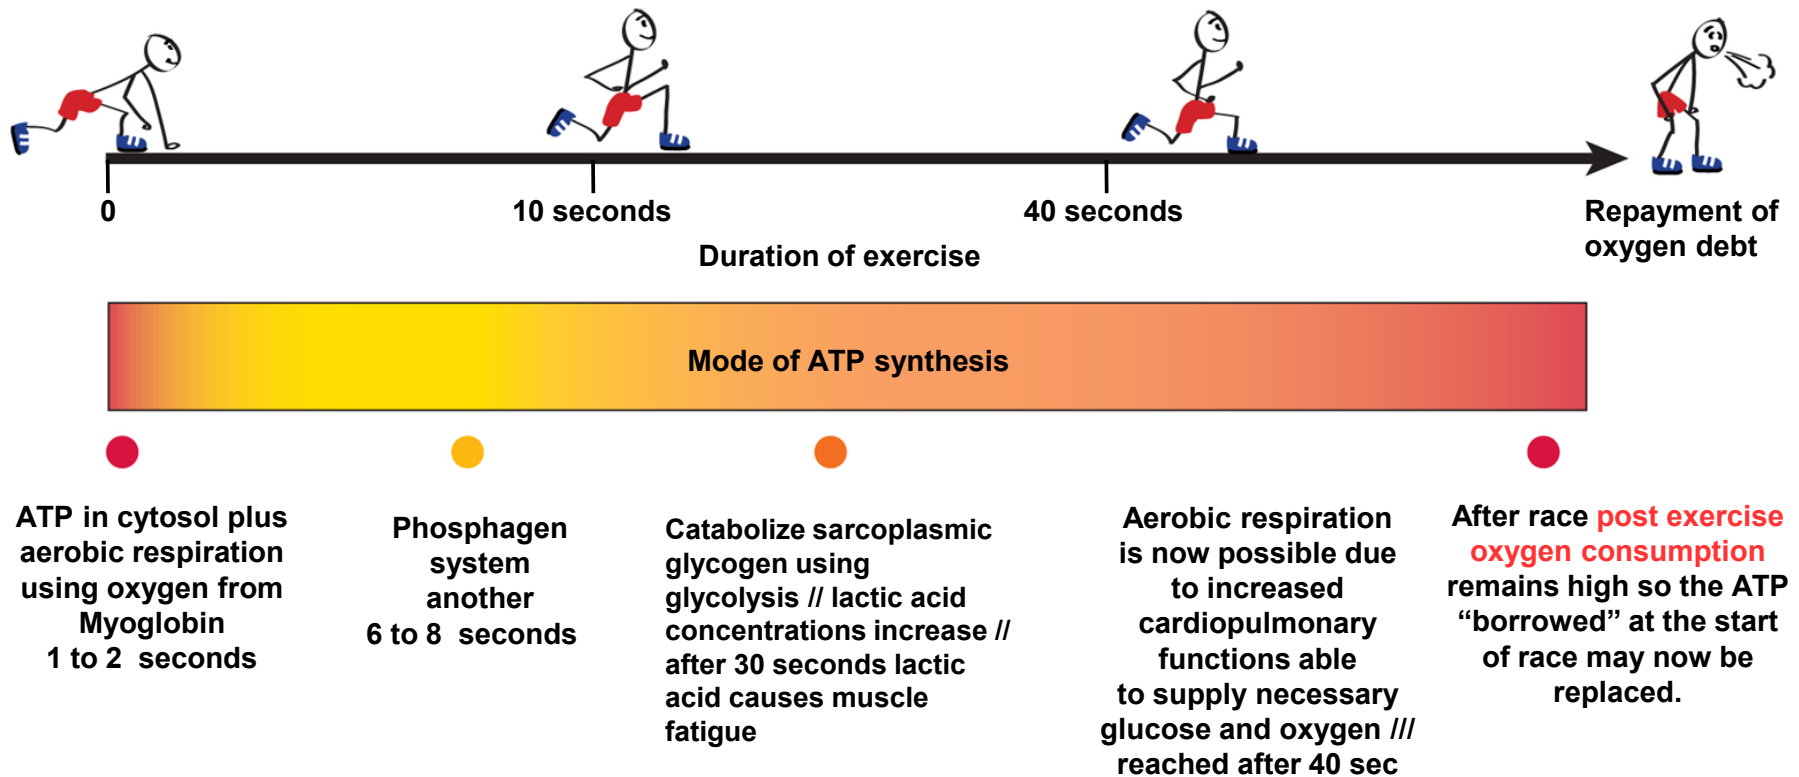 0
10 seconds
40 seconds
Repayment of
oxygen debt
Duration of exercise
Mode of ATP synthesis
ATP in cytosol plus
aerobic respiration
using oxygen from
Myoglobin
1 to 2 seconds
Phosphagen
system
another
6 to 8 seconds
Catabolize sarcoplasmic
glycogen using
glycolysis // lactic acid
concentrations increase //
after 30 seconds lactic
acid causes muscle
fatigue
Aerobic respiration
is now possible due
to increased
cardiopulmonary
functions able
to supply necessary
glucose and oxygen ///
reached after 40 sec
After race post exercise
oxygen consumption
remains high so the ATP
“borrowed” at the start
of race may now be
replaced.